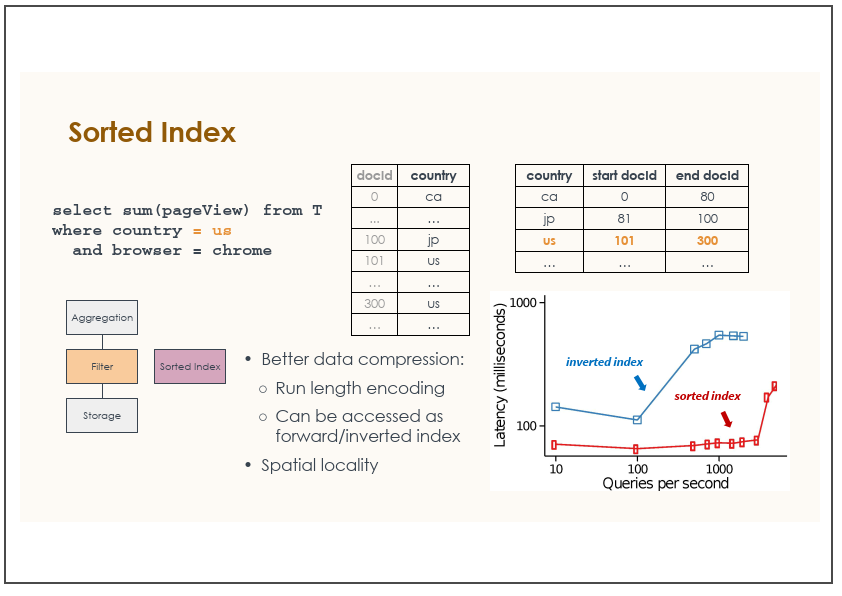 Sorted Index
select sum(pageView) from T
where country = us
and browser = chrome
Aggregation
Filter
Sorted Index
Storage
docId country
0 ca
... ...
100 jp
101 us
... ...
300 us
... ...
country start docId end docId
ca 0 80
jp 81 100
us 101 300
... ... ...
• Better data compression:
○ Run length encoding
○ Can be accessed as
forward/inverted index
• Spatial locality
Latency (milliseconds)
1000
100
inverted index
sorted index
10 100 1000
Queries per second